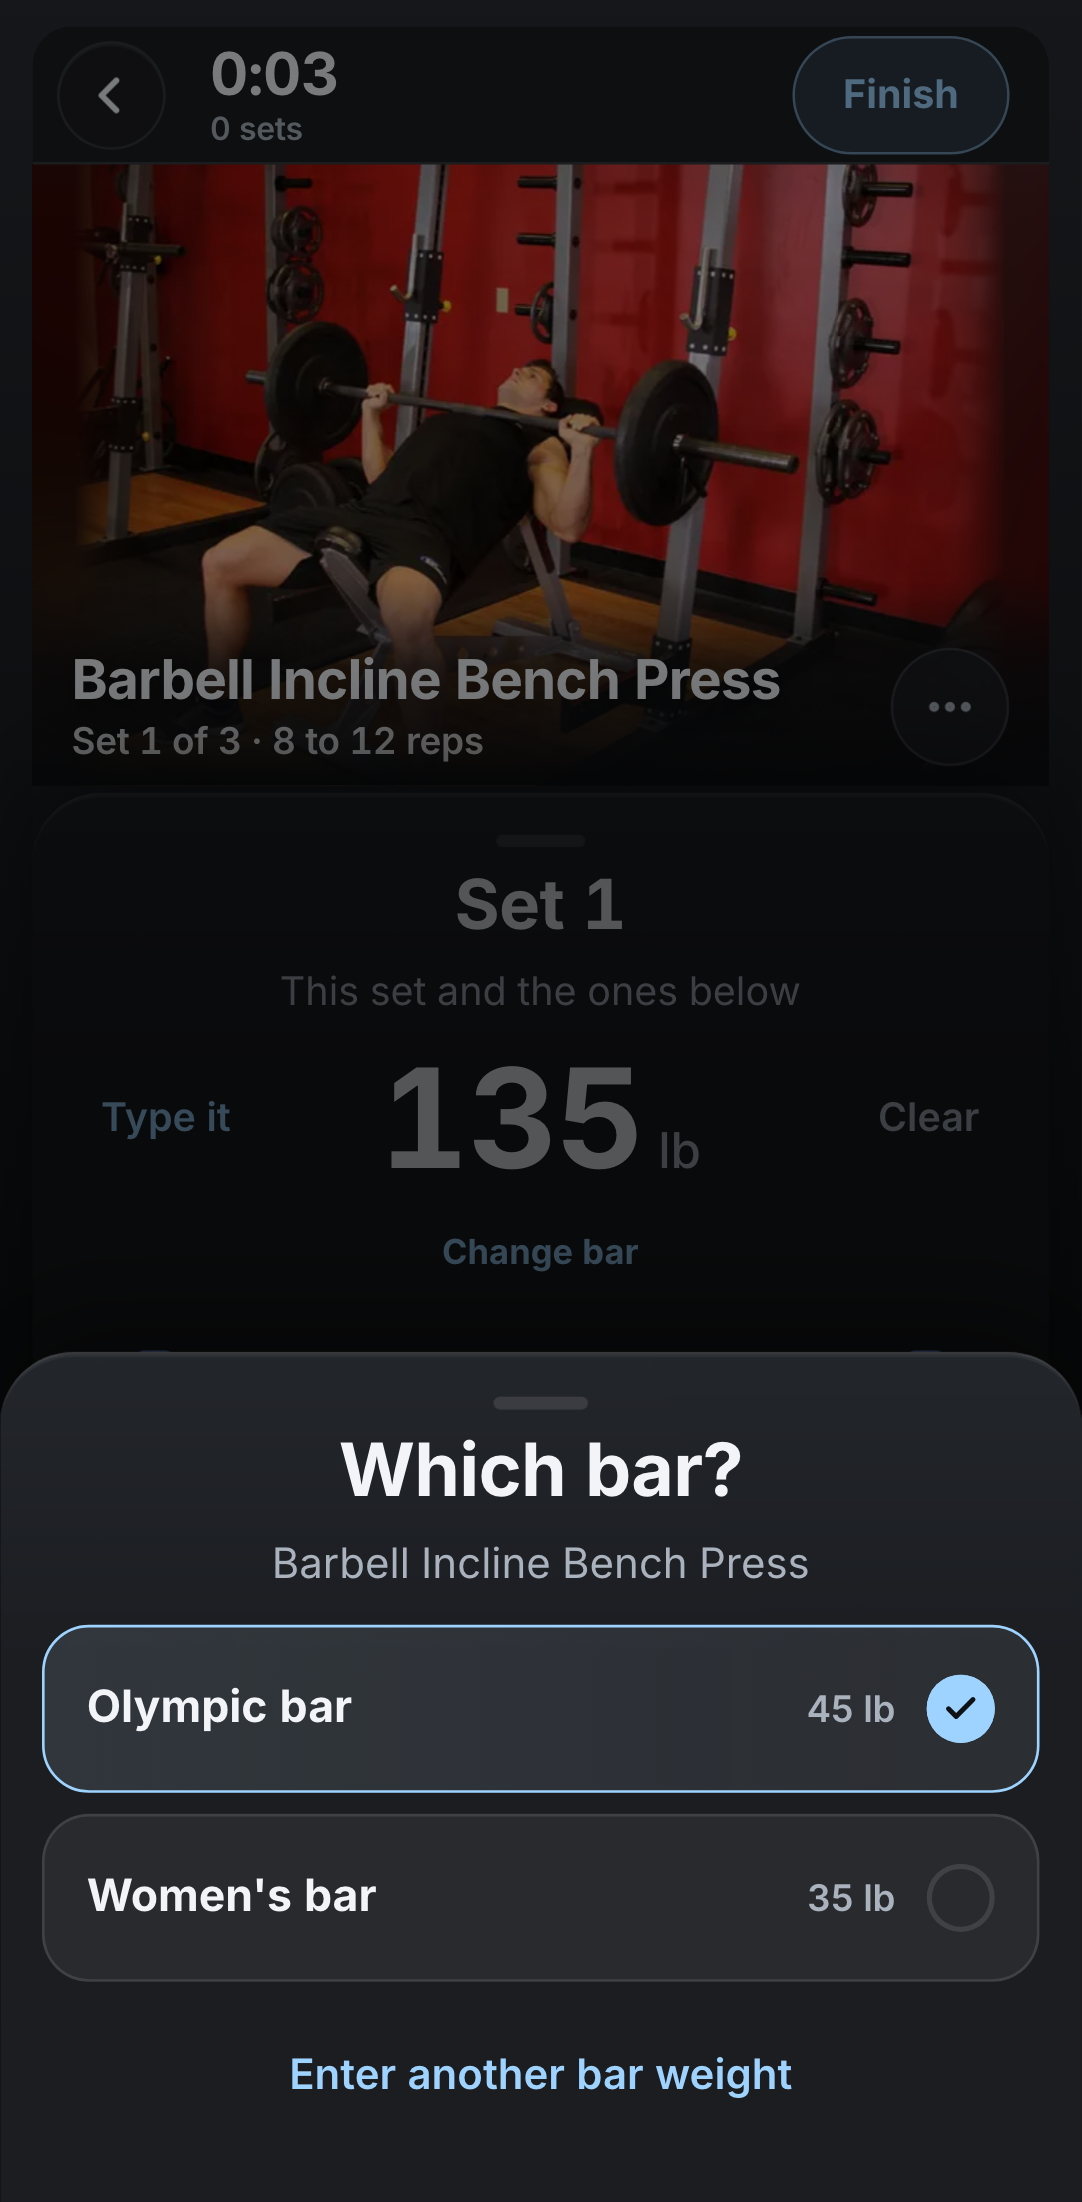 0:03
0 sets
Finish
Barbell Incline Bench Press
Set 1 of 3 · 8 to 12 reps
Set 1
This set and the ones below
Type it
135 lb
Clear
Change bar
Which bar?
Barbell Incline Bench Press
Olympic bar
45 lb
Women's bar
35 lb
Enter another bar weight